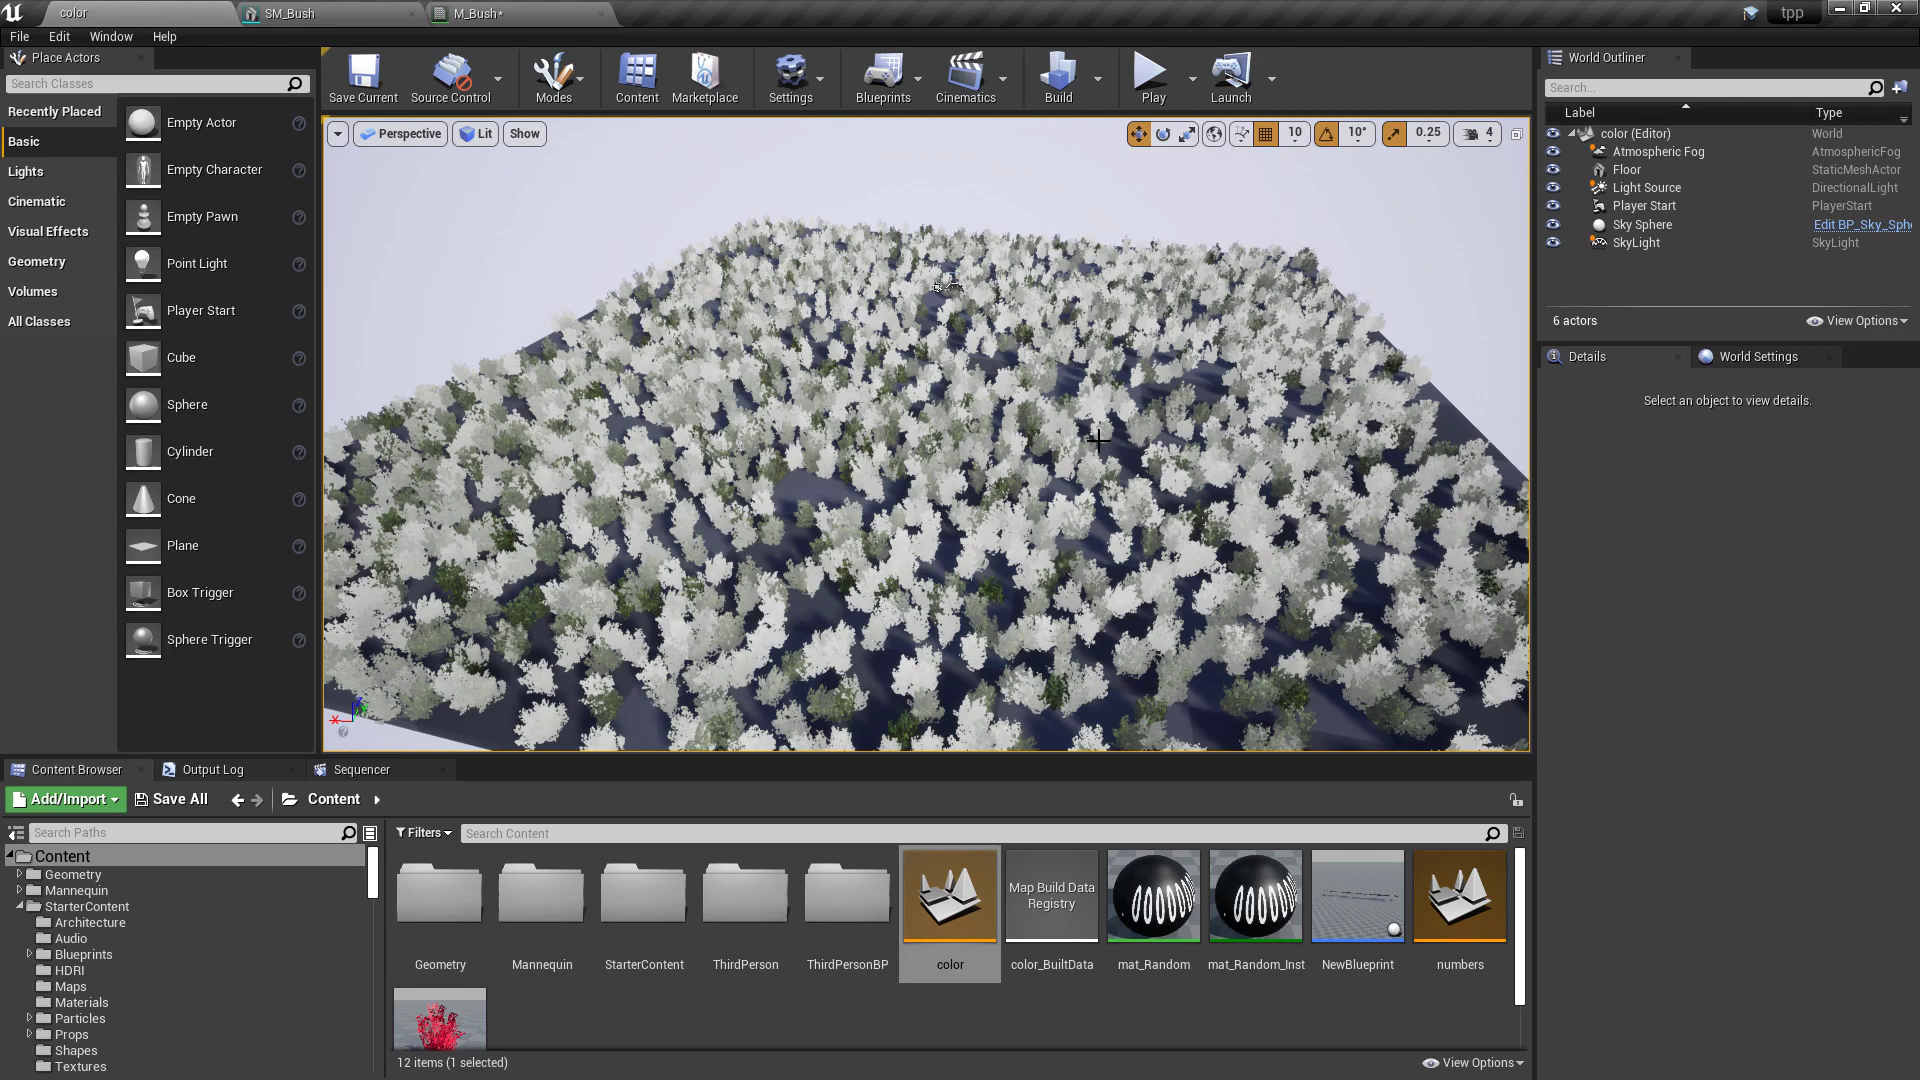 color
SM_Bush
M_Bush*
tpp
File
Edit
Window
Help
Place Actors
Search Classes
Recently Placed
Basic
Lights
Cinematic
Visual Effects
Geometry
Volumes
All Classes
Empty Actor
Empty Character
Empty Pawn
Point Light
Player Start
Cube
Sphere
Cylinder
Cone
Plane
Box Trigger
Sphere Trigger
Save Current
Source Control
Modes
Content
Marketplace
Settings
Blueprints
Cinematics
Build
Play
Launch
Perspective
Lit
Show
10
10°
0.25
4
X
World Outliner
Search...
Label
Type
color (Editor)
World
Atmospheric Fog
AtmosphericFog
Floor
StaticMeshActor
Light Source
DirectionalLight
Player Start
PlayerStart
Sky Sphere
Edit BP_Sky_Sphe
SkyLight
SkyLight
6 actors
View Options
Details
World Settings
Select an object to view details.
Content Browser
Output Log
Sequencer
Add/Import
Save All
Content
Search Paths
Content
Geometry
Mannequin
StarterContent
Architecture
Audio
Blueprints
HDRI
Maps
Materials
Particles
Props
Shapes
Textures
Filters
Search Content
Geometry
Mannequin
StarterContent
ThirdPerson
ThirdPersonBP
color
Map Build Data
Registry
color_BuiltData
mat_Random
mat_Random_Inst
NewBlueprint
numbers
12 items (1 selected)
View Options